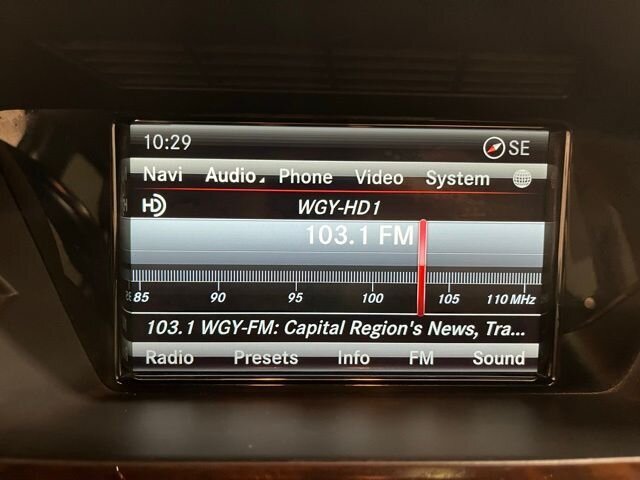 10:29 SE
Navi Audio Phone Video System
HD WGY-HD1
103.1 FM
85 90 95 100 105 110 MHz
103.1 WGY-FM: Capital Region's News, Tra...
Radio Presets Info FM Sound